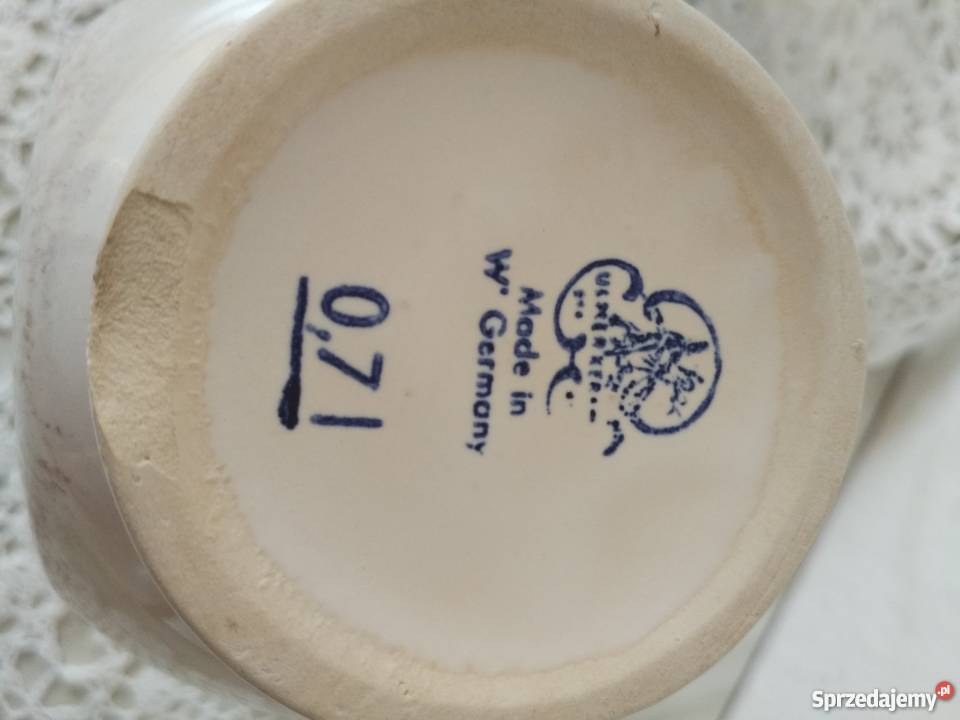 Made in
W. Germany
0,7 l
Sprzedajemy.pl